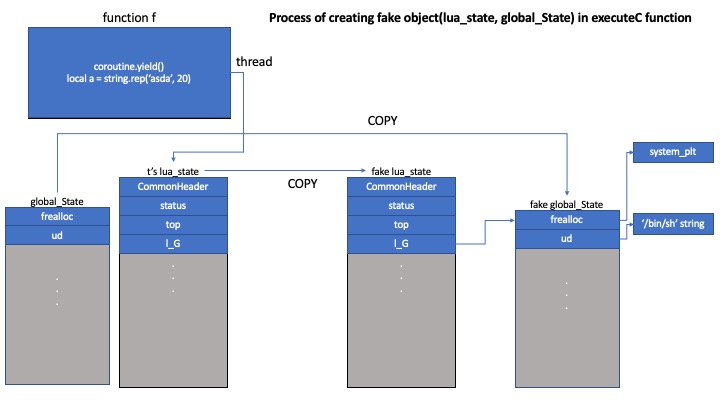 function f
Process of creating fake object(lua_state, global_State) in executeC function
coroutine.yield()
local a = string.rep('asda', 20)
thread
COPY
system_plt
t's lua_state
fake lua_state
COPY
CommonHeader
CommonHeader
global_State
fake global_State
status
status
frealloc
frealloc
top
top
'/bin/sh' string
ud
ud
l_G
l_G